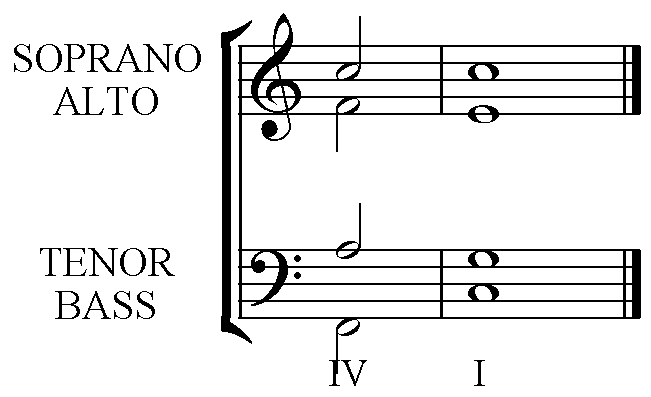 SOPRANO
ALTO
TENOR
BASS
IV I